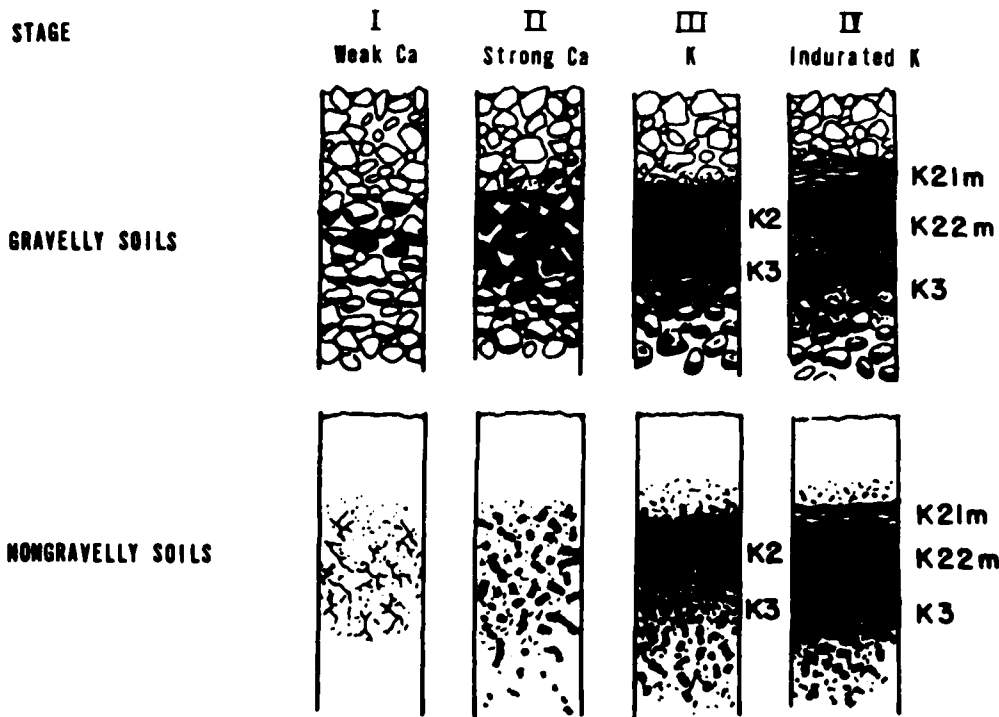 STAGE
I II III IV
Weak Ca Strong Ca K Indurated K
GRAVELLY SOILS
K2
K3
K21m
K22m
K3
NONGRAVELLY SOILS
K2
K3
K21m
K22m
K3